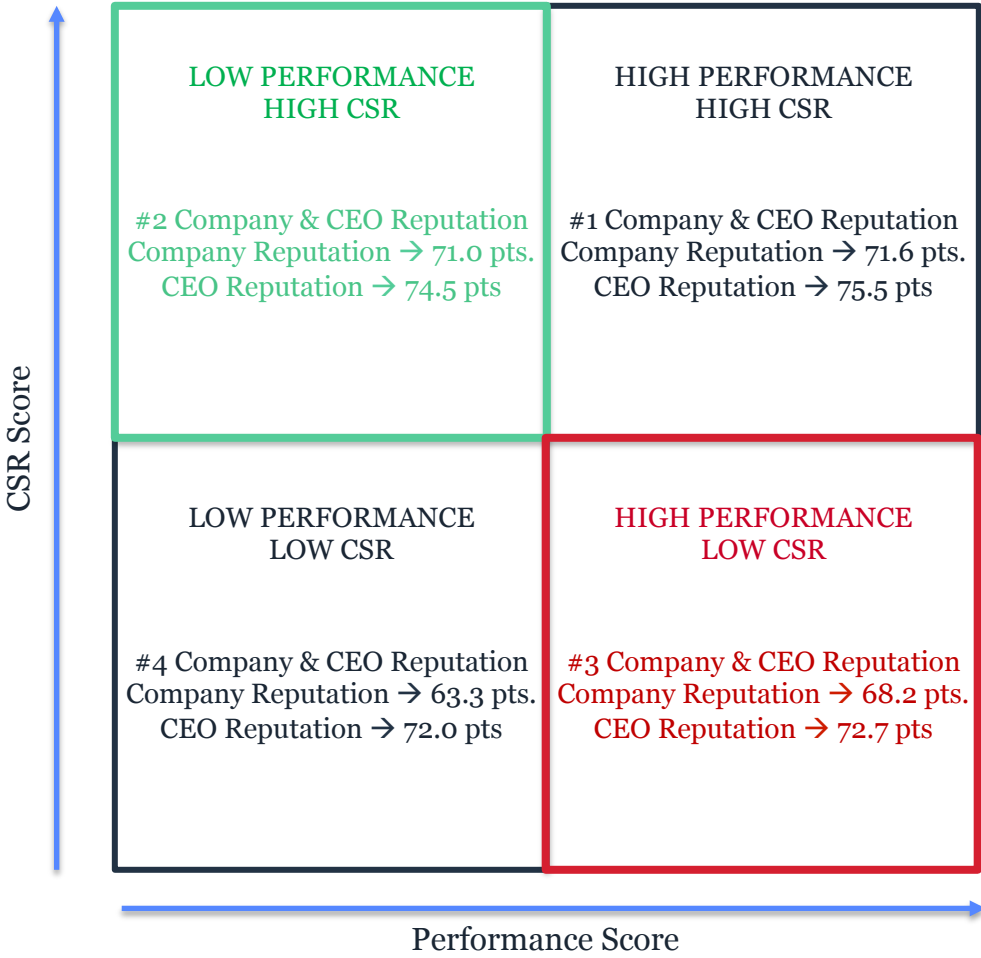 LOW PERFORMANCE
HIGH CSR
#2 Company & CEO Reputation
Company Reputation → 71.0 pts.
CEO Reputation → 74.5 pts
HIGH PERFORMANCE
HIGH CSR
#1 Company & CEO Reputation
Company Reputation → 71.6 pts.
CEO Reputation → 75.5 pts
CSR Score
LOW PERFORMANCE
LOW CSR
#4 Company & CEO Reputation
Company Reputation → 63.3 pts.
CEO Reputation → 72.0 pts
HIGH PERFORMANCE
LOW CSR
#3 Company & CEO Reputation
Company Reputation → 68.2 pts.
CEO Reputation → 72.7 pts
Performance Score